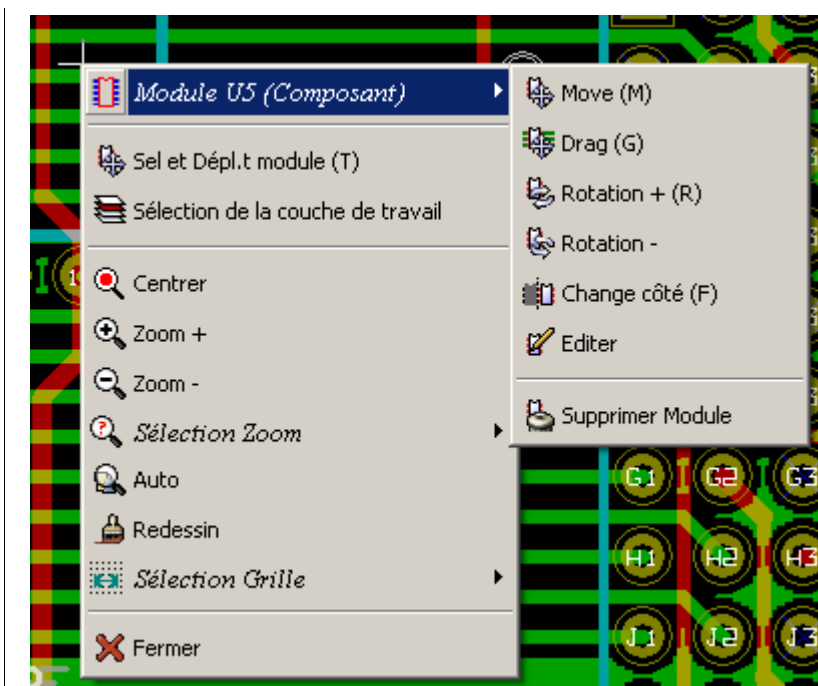 Module U5 (Composant)
Sel et Dépl.t module (T)
Sélection de la couche de travail
Centrer
Zoom +
Zoom -
Sélection Zoom
Auto
Redessin
Sélection Grille
Fermer
Move (M)
Drag (G)
Rotation + (R)
Rotation -
Change côté (F)
Editer
Supprimer Module
G1 G2 G3
H1 H2 H3
J1 J2 J3